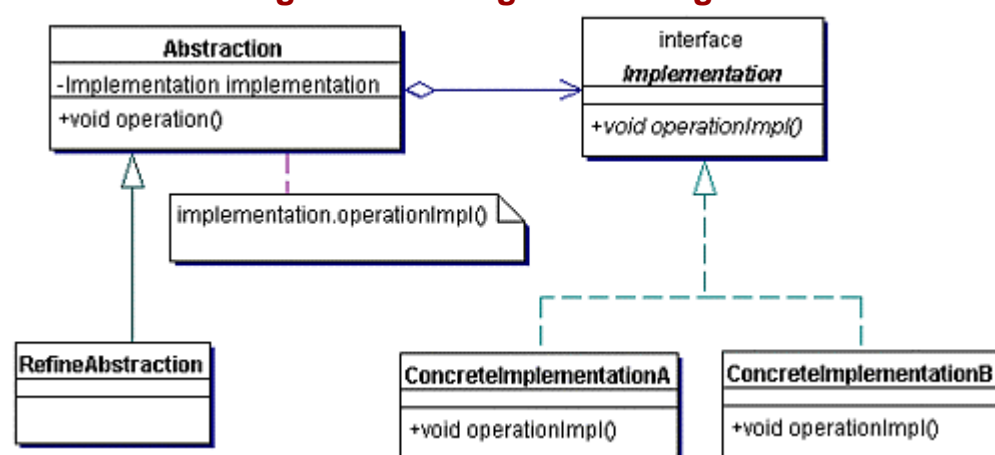 Abstraction
-Implementation implementation
+void operation()
interface
Implementation
+void operationImpl()
implementation.operationImpl()
RefineAbstraction
ConcreteImplementationA
+void operationImpl()
ConcreteImplementationB
+void operationImpl()